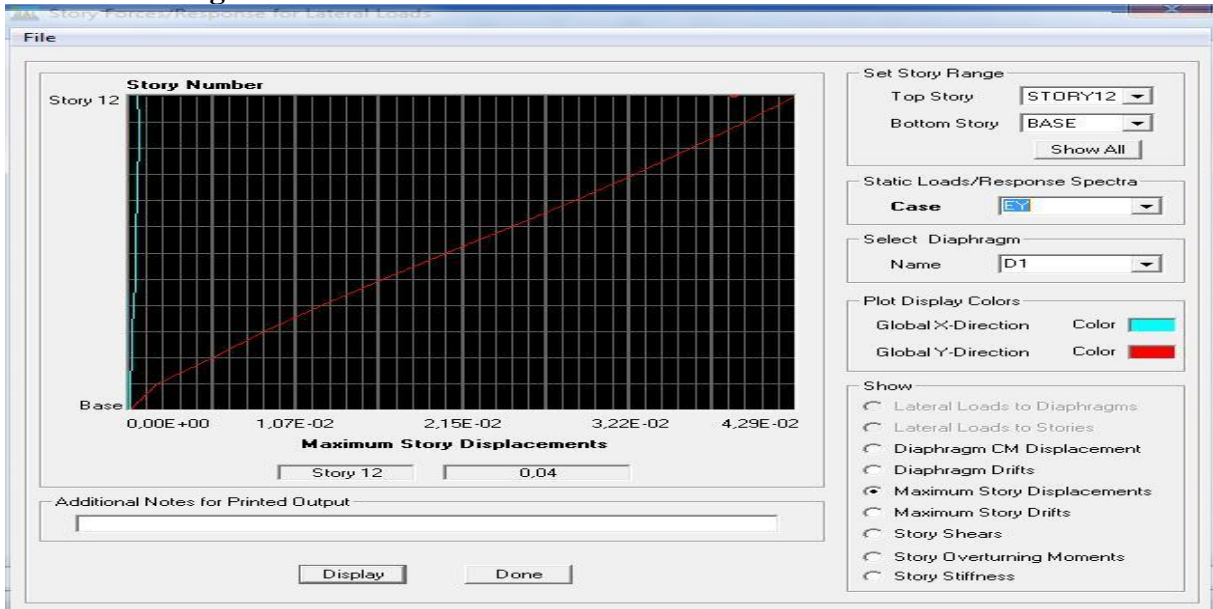 Story Forces/Response for Lateral Loads
File
Story Number
Story 12
Base
0,00E+00 1,07E-02 2,15E-02 3,22E-02 4,29E-02
Maximum Story Displacements
Story 12 0,04
Additional Notes for Printed Output
Display Done
Set Story Range
Top Story STORY12
Bottom Story BASE
Show All
Static Loads/Response Spectra
Case EY
Select Diaphragm
Name D1
Plot Display Colors
Global X-Direction Color
Global Y-Direction Color
Show
Lateral Loads to Diaphragms
Lateral Loads to Stories
Diaphragm CM Displacement
Diaphragm Drifts
Maximum Story Displacements
Maximum Story Drifts
Story Shears
Story Overturning Moments
Story Stiffness